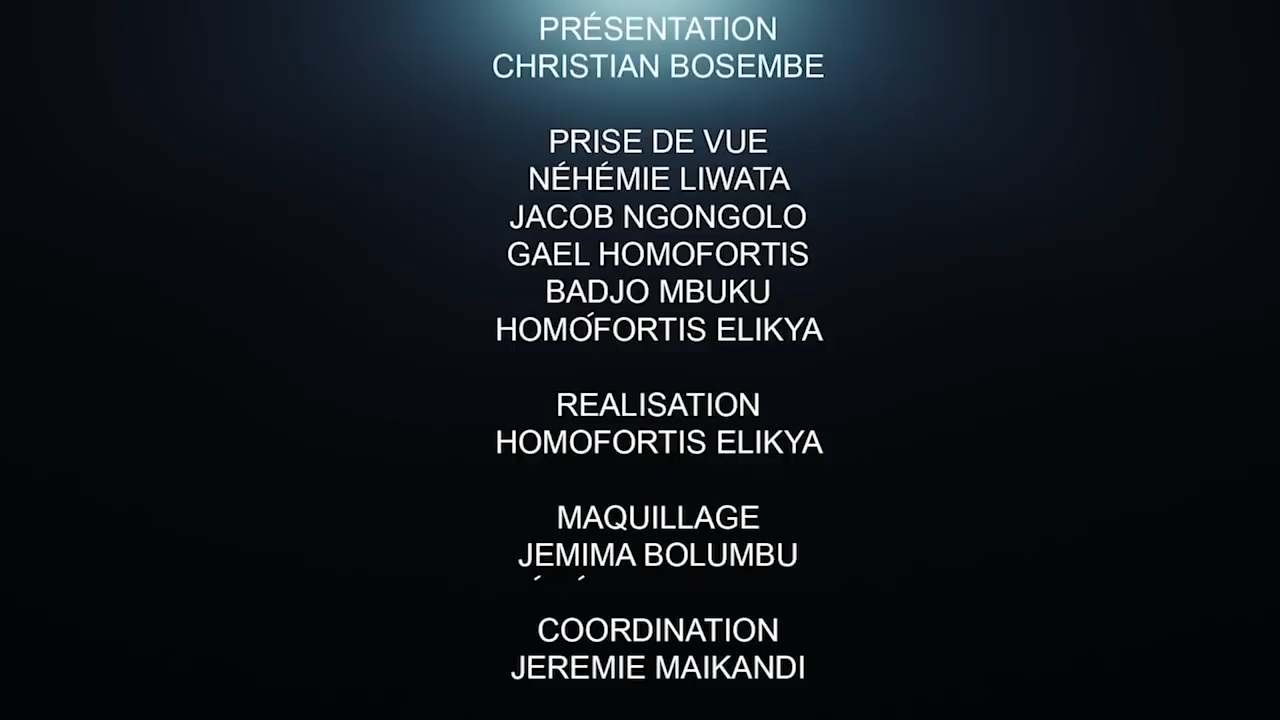 PRÉSENTATION
CHRISTIAN BOSEMBE
PRISE DE VUE
NÉHÉMIE LIWATA
JACOB NGONGOLO
GAEL HOMOFORTIS
BADJO MBUKU
HOMOFORTIS ELIKYA
REALISATION
HOMOFORTIS ELIKYA
MAQUILLAGE
JEMIMA BOLUMBU
COORDINATION
JEREMIE MAIKANDI